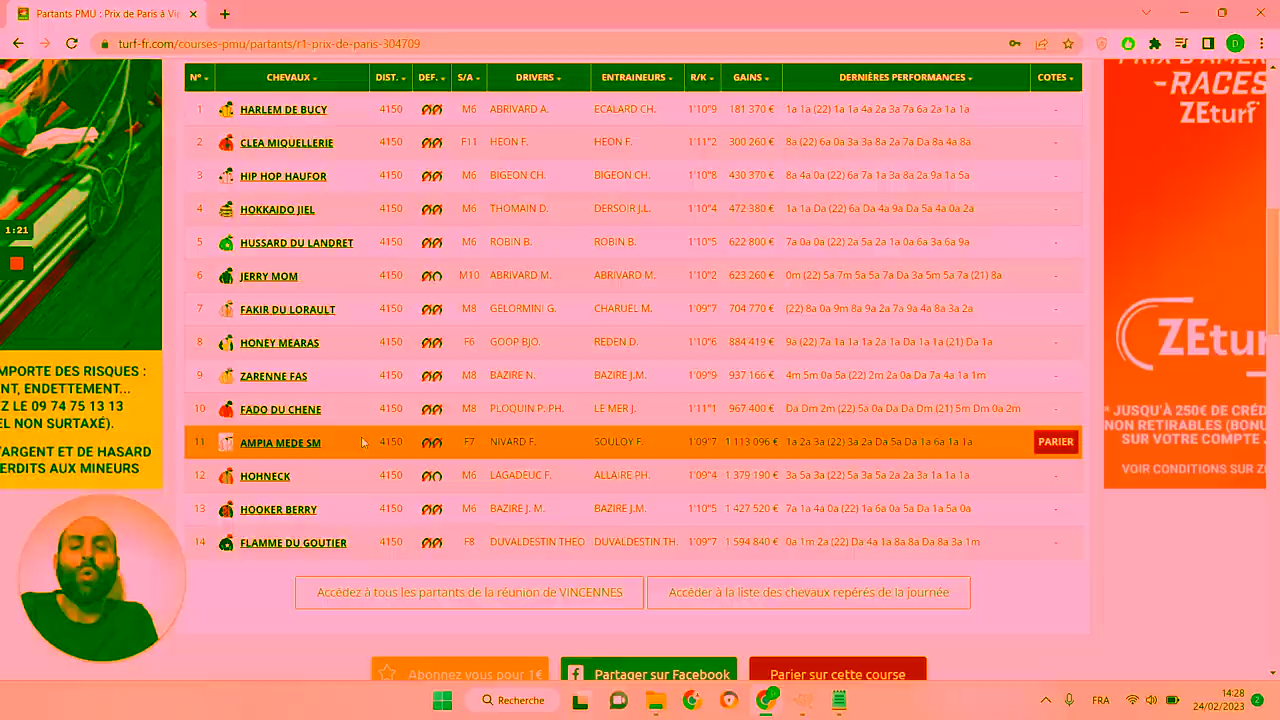 Partants PMU : Prix de Paris à Vi
turf-fr.com/courses-pmu/partants/r1-prix-de-paris-304709
N° CHEVAUX DIST. DEF. S/A DRIVERS ENTRAINEURS R/K GAINS DERNIÈRES PERFORMANCES COTES
1 HARLEM DE BUCY 4150 M6 ABRIVARD A. ECALARD CH. 1'10"9 181 370 € 1a 1a (22) 1a 1a 4a 2a 3a 7a 6a 2a 1a 1a -
2 CLEA MIQUELLERIE 4150 F11 HEON F. HEON F. 1'11"2 300 260 € 8a (22) 6a 0a 3a 3a 8a 2a 7a Da 8a 4a 8a -
3 HIP HOP HAUFOR 4150 M6 BIGEON CH. BIGEON CH. 1'10"8 430 370 € 8a 4a 0a (22) 6a 7a 1a 3a 8a 2a 9a 1a 5a -
4 HOKKAIDO JIEL 4150 M6 THOMAIN D. DERSOIR J.L. 1'10"4 472 380 € 1a 1a Da (22) 6a Da 4a 9a Da 5a 4a 0a 2a -
5 HUSSARD DU LANDRET 4150 M6 ROBIN B. ROBIN B. 1'10"5 622 800 € 7a 0a 0a (22) 2a 5a 2a 1a 0a 6a 3a 6a 9a -
6 JERRY MOM 4150 M10 ABRIVARD M. ABRIVARD M. 1'10"2 623 260 € 0m (22) 5a 7m 5a 5a 7a Da 3a 5m 5a 7a (21) 8a -
7 FAKIR DU LORAULT 4150 M8 GELORMINI G. CHARUEL M. 1'10"7 704 770 € (22) 8a 0a 9m 8a 9a 2a 7a 9a 4a 8a 3a 2a -
8 HONEY MEARAS 4150 F6 GOOP BJO. REDEN D. 1'10"6 884 419 € 9a (22) 7a 1a 1a 1a 2a 1a Da 1a 1a (21) Da 1a -
9 ZARENNE FAS 4150 M8 BAZIRE N. BAZIRE J.M. 1'09"9 937 166 € 4m 5m 0a 5a (22) 2m 2a 0a Da 7a 4a 1a 1m -
10 FADO DU CHENE 4150 M8 PLOQUIN P. PH. LE MER J. 1'11"1 967 400 € Da Dm 2m (22) 5a 0a Da Da Dm (21) 5m Dm 0a 2m -
11 AMPIA MEDE SM 4150 F7 NIVARD F. SOULOY F. 1'09"7 1 113 096 € 1a 2a 3a (22) 3a 2a Da 5a Da 1a 6a 1a 1a PARIER
12 HOHNECK 4150 M6 LAGADEUC F. ALLAIRE PH. 1'09"4 1 379 190 € 3a 5a 3a (22) 5a 3a 5a 2a 2a 3a 1a 1a 1a -
13 HOOKER BERRY 4150 M6 BAZIRE J. M. BAZIRE J.M. 1'10"5 1 427 520 € 7a 1a 4a 0a (22) 1a 6a 0a 5a Da 1a 5a 0a -
14 FLAMME DU GOUTIER 4150 F8 DUVALDESTIN THEO DUVALDESTIN TH. 1'09"7 1 594 840 € 0a 1m 2a (22) Da 4a 1a 8a 8a Da 8a 3a 1m -
Accédez à tous les partants de la réunion de VINCENNES
Accéder à la liste des chevaux repérés de la journée
Abonnez vous pour 1€
Partager sur Facebook
Parier sur cette course
1:21
MPORTE DES RISQUES :
NT, ENDETTEMENT...
Z LE 09 74 75 13 13
EL NON SURTAXÉ).
'ARGENT ET DE HASARD
ERDITS AUX MINEURS
-RACES
ZEturf
ZEtur
* JUSQU'À 250€ DE CRÉD
NON RETIRABLES (BONU
SUR VOTRE COMPTE
VOIR CONDITIONS SUR Z
D
Recherche
FRA
14:28
24/02/2023
2